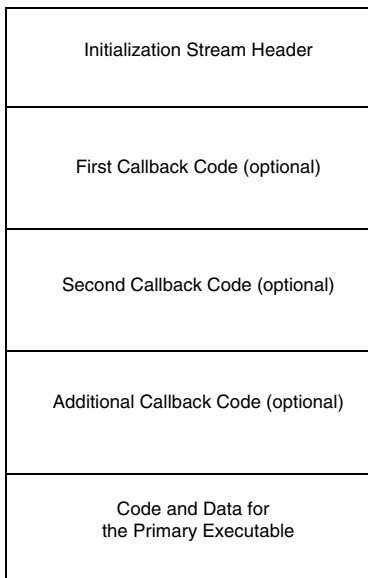 Initialization Stream Header
First Callback Code (optional)
Second Callback Code (optional)
Additional Callback Code (optional)
Code and Data for
the Primary Executable